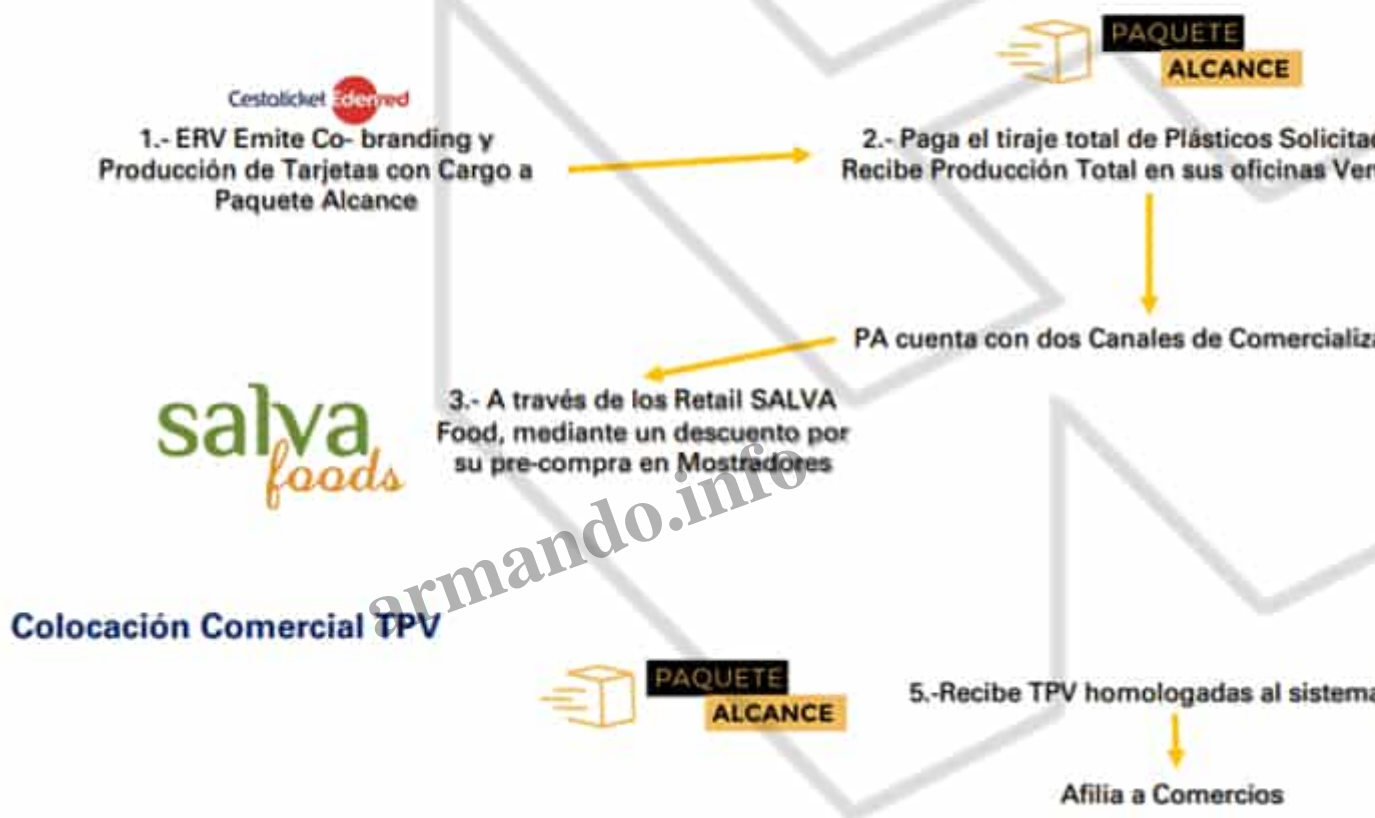 PAQUETE
ALCANCE
Cestaticket Edenred
1.- ERV Emite Co- branding y
Producción de Tarjetas con Cargo a
Paquete Alcance
2.- Paga el tiraje total de Plásticos
Recibe Producción Total en sus oficinas
PA cuenta con dos Canales de
salva
foods
3.- A través de los Retail SALVA
Food, mediante un descuento por
su pre-compra en Mostradores
armando.info
Colocación Comercial TPV
PAQUETE
ALCANCE
5.-Recibe TPV homologadas al sistema
Afilia a Comercios